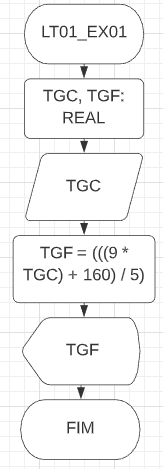 LT01_EX01
TGC, TGF:
REAL
TGC
TGF = (((9 *
TGC) + 160) / 5)
TGF
FIM